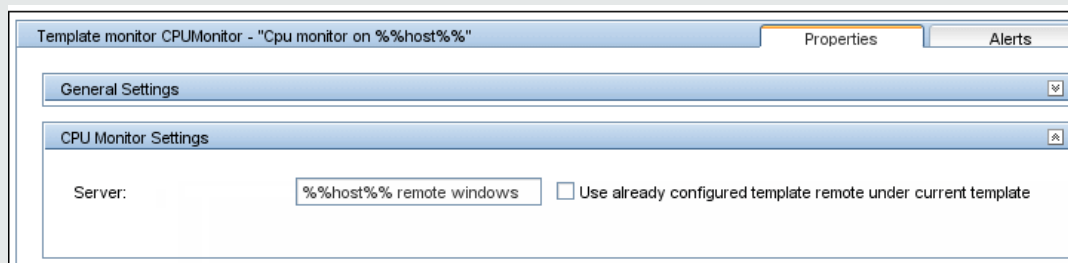 Template monitor CPUMonitor - "Cpu monitor on %%host%%"
Properties
Alerts
General Settings
CPU Monitor Settings
Server:
%%host%% remote windows
Use already configured template remote under current template